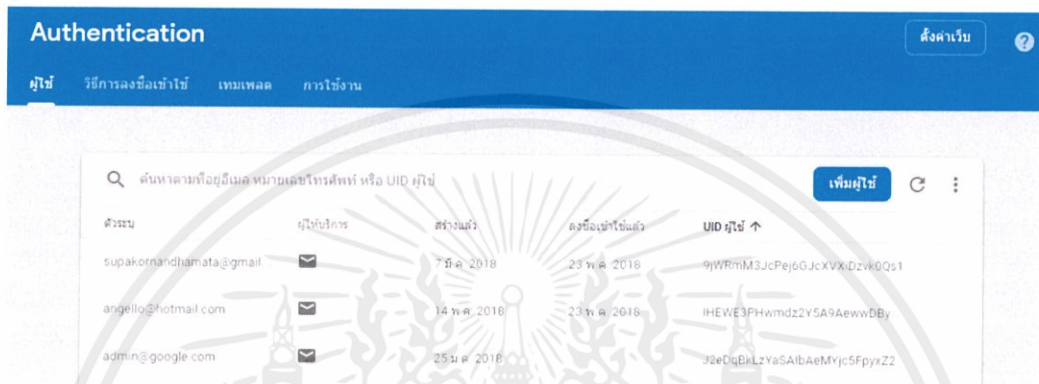 Authentication
ตั้งค่าเว็บ
ผู้ใช้ วิธีการลงชื่อเข้าใช้ เทมเพลต การใช้งาน
ค้นหาตามที่อยู่อีเมล หมายเลขโทรศัพท์ หรือ UID ผู้ใช้ เพิ่มผู้ใช้
ตัวระบุ ผู้ให้บริการ สร้างแล้ว ลงชื่อเข้าใช้แล้ว UID ผู้ใช้ ↑
supakornandhamata@gmail... 7 มี.ค. 2018 23 พ.ค. 2018 9jWRmM3JcPej6GJcXVXiDzvk0Qs1
angello@hotmail.com 14 พ.ค. 2018 23 พ.ค. 2018 IHEWE3PHwmdz2Y5A9AewwDBy
admin@google.com 25 ม.ค. 2018 J2eDqBkLzYaSAIbAeMYjc5FpyxZ2